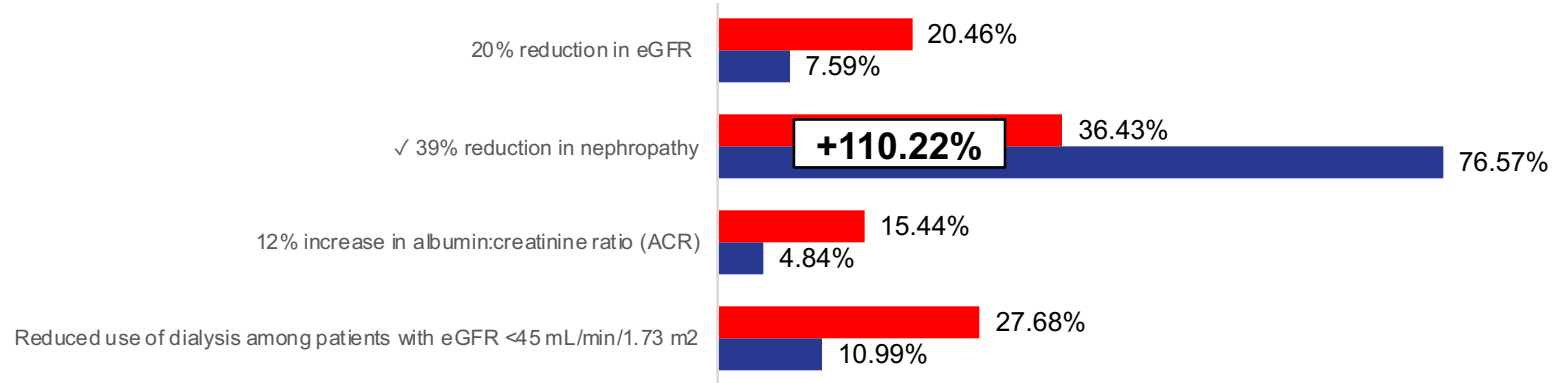 20% reduction in eGFR
20.46%
7.59%
✓ 39% reduction in nephropathy
+110.22%
36.43%
76.57%
12% increase in albumin:creatinine ratio (ACR)
15.44%
4.84%
Reduced use of dialysis among patients with eGFR <45 mL/min/1.73 m2
27.68%
10.99%